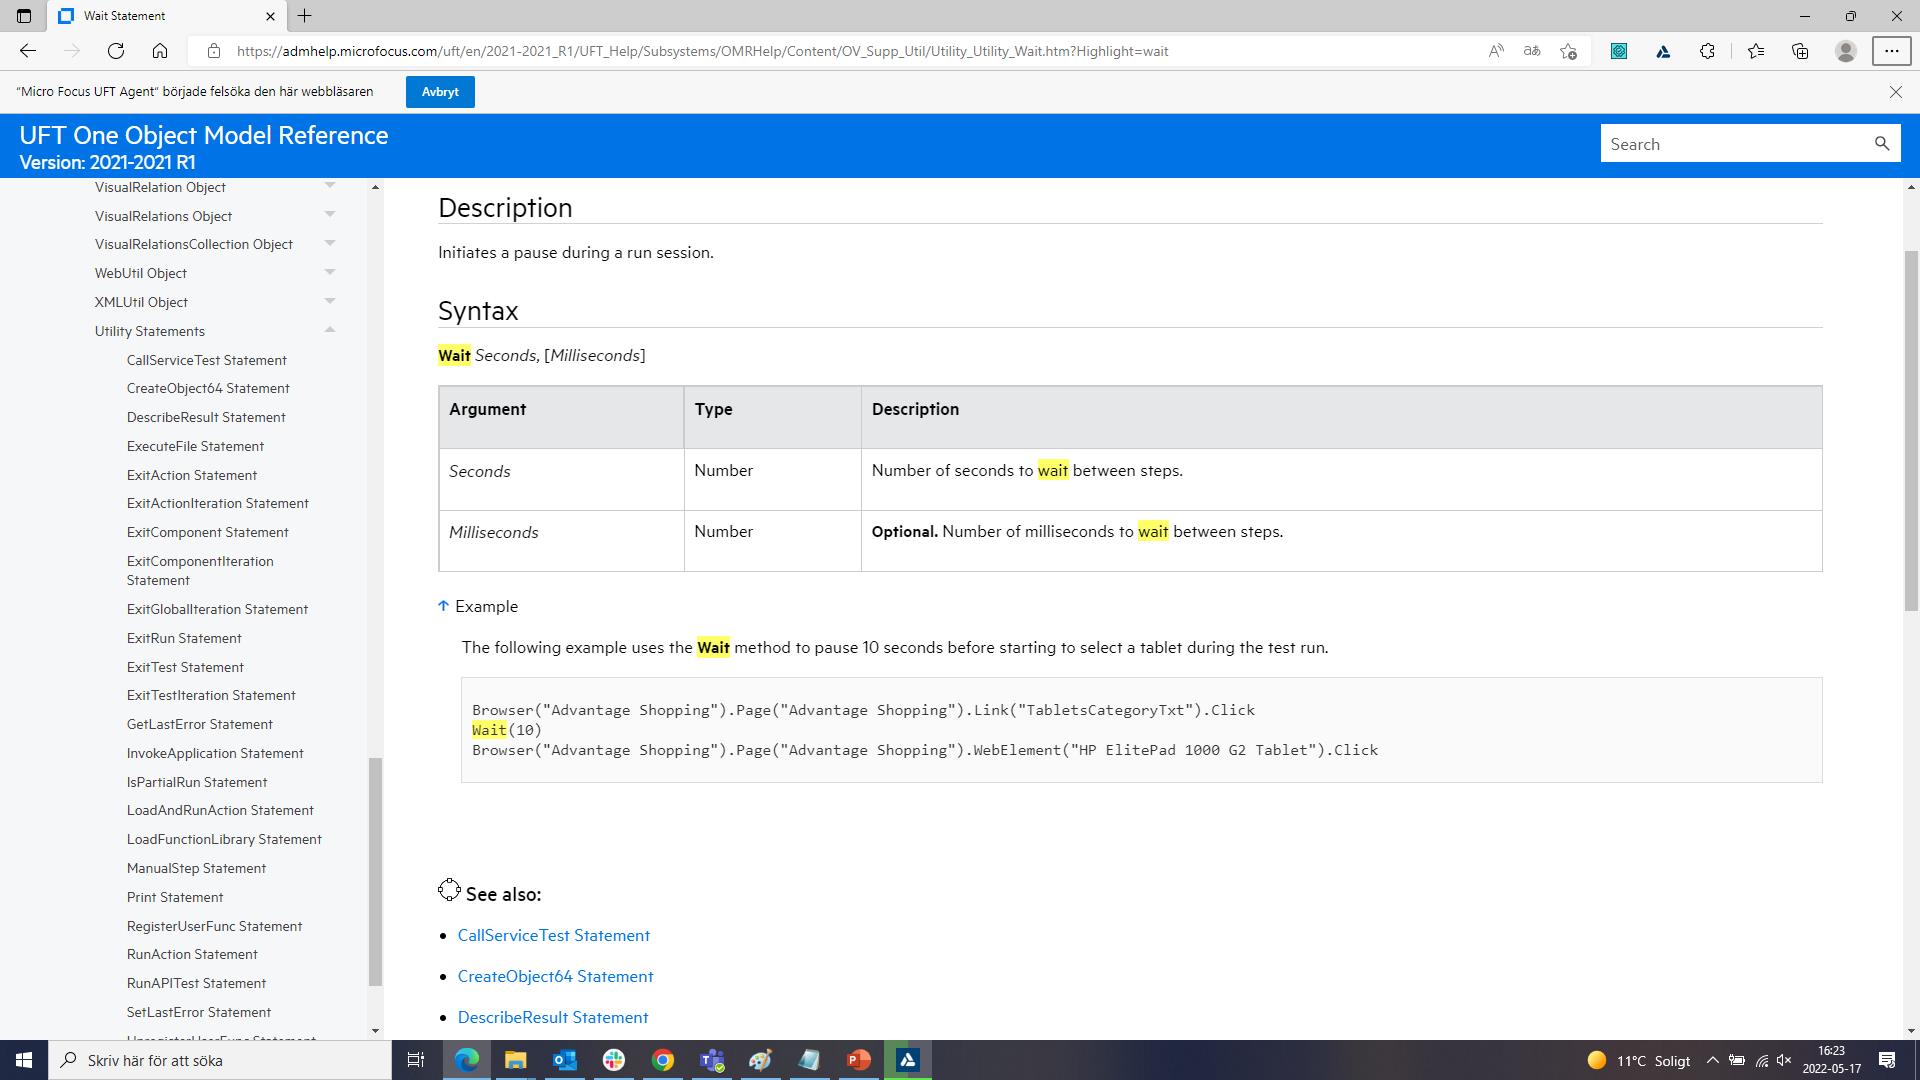 Wait Statement
https://admhelp.microfocus.com/uft/en/2021-2021_R1/UFT_Help/Subsystems/OMRHelp/Content/OV_Supp_Util/Utility_Utility_Wait.htm?Highlight=wait
"Micro Focus UFT Agent" började felsöka den här webbläsaren
Avbryt
UFT One Object Model Reference
Version: 2021-2021 R1
Search
VisualRelation Object
VisualRelations Object
VisualRelationsCollection Object
WebUtil Object
XMLUtil Object
Utility Statements
CallServiceTest Statement
CreateObject64 Statement
DescribeResult Statement
ExecuteFile Statement
ExitAction Statement
ExitActionIteration Statement
ExitComponent Statement
ExitComponentIteration
Statement
ExitGlobalIteration Statement
ExitRun Statement
ExitTest Statement
ExitTestIteration Statement
GetLastError Statement
InvokeApplication Statement
IsPartialRun Statement
LoadAndRunAction Statement
LoadFunctionLibrary Statement
ManualStep Statement
Print Statement
RegisterUserFunc Statement
RunAction Statement
RunAPITest Statement
SetLastError Statement
UnregisterUserFunc Statement
Description
Initiates a pause during a run session.
Syntax
Wait Seconds, [Milliseconds]
Argument Type Description
Seconds Number Number of seconds to wait between steps.
Milliseconds Number Optional. Number of milliseconds to wait between steps.
Example
The following example uses the Wait method to pause 10 seconds before starting to select a tablet during the test run.
Browser("Advantage Shopping").Page("Advantage Shopping").Link("TabletsCategoryTxt").Click
Wait(10)
Browser("Advantage Shopping").Page("Advantage Shopping").WebElement("HP ElitePad 1000 G2 Tablet").Click
See also:
• CallServiceTest Statement
• CreateObject64 Statement
• DescribeResult Statement
Skriv här för att söka
11°C Soligt
16:23
2022-05-17